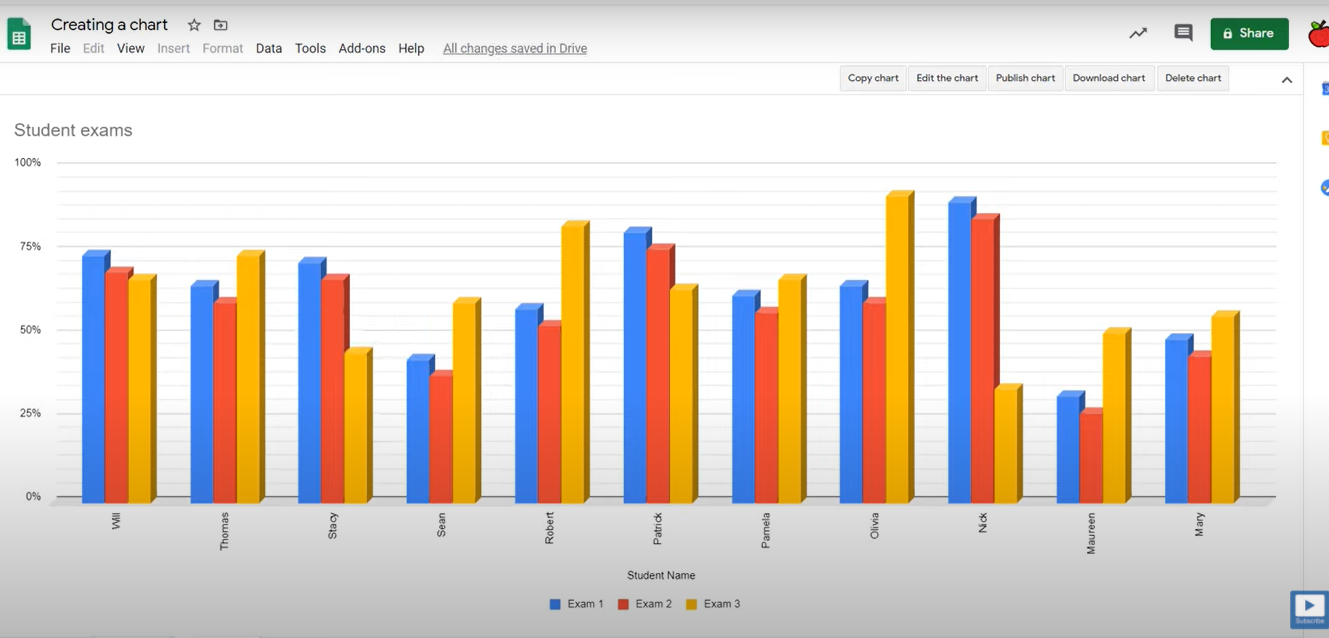 Creating a chart
File Edit View Insert Format Data Tools Add-ons Help All changes saved in Drive
Share
Copy chart Edit the chart Publish chart Download chart Delete chart
Student exams
100%
75%
50%
25%
0%
Will Thomas Stacy Sean Robert Patrick Pamela Olivia Nick Maureen Mary
Student Name
Exam 1 Exam 2 Exam 3
Subscribe